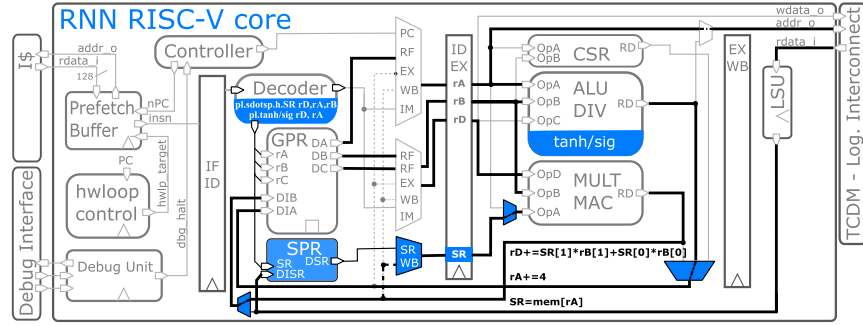 RNN RISC-V core
wdata_o
addr_o
rdata_i
I$
addr_o
rdata_i
128
Prefetch
Buffer
nPC
insn
Controller
PC
hwloop
control
hwlp_target
dbg_halt
Debug Interface
Debug Unit
IF
ID
Decoder
pl.sdotsp.h.SR rD,rA,rB
pl.tanh/sig rD, rA
GPR
rA
rB
rC
DIB
DIA
DA
DB
DC
SPR
SR
DISR
DSR
PC
RF
EX
WB
IM
RF
RF
EX
WB
IM
SR
WB
ID
EX
rA
rB
rD
SR
OpA
OpB
CSR
RD
OpA
OpB
OpC
ALU
DIV
RD
tanh/sig
OpD
OpB
OpA
MULT
MAC
RD
rD+=SR[1]*rB[1]+SR[0]*rB[0]
rA+=4
SR=mem[rA]
EX
WB
LSU
TCDM - Log. Interconnect